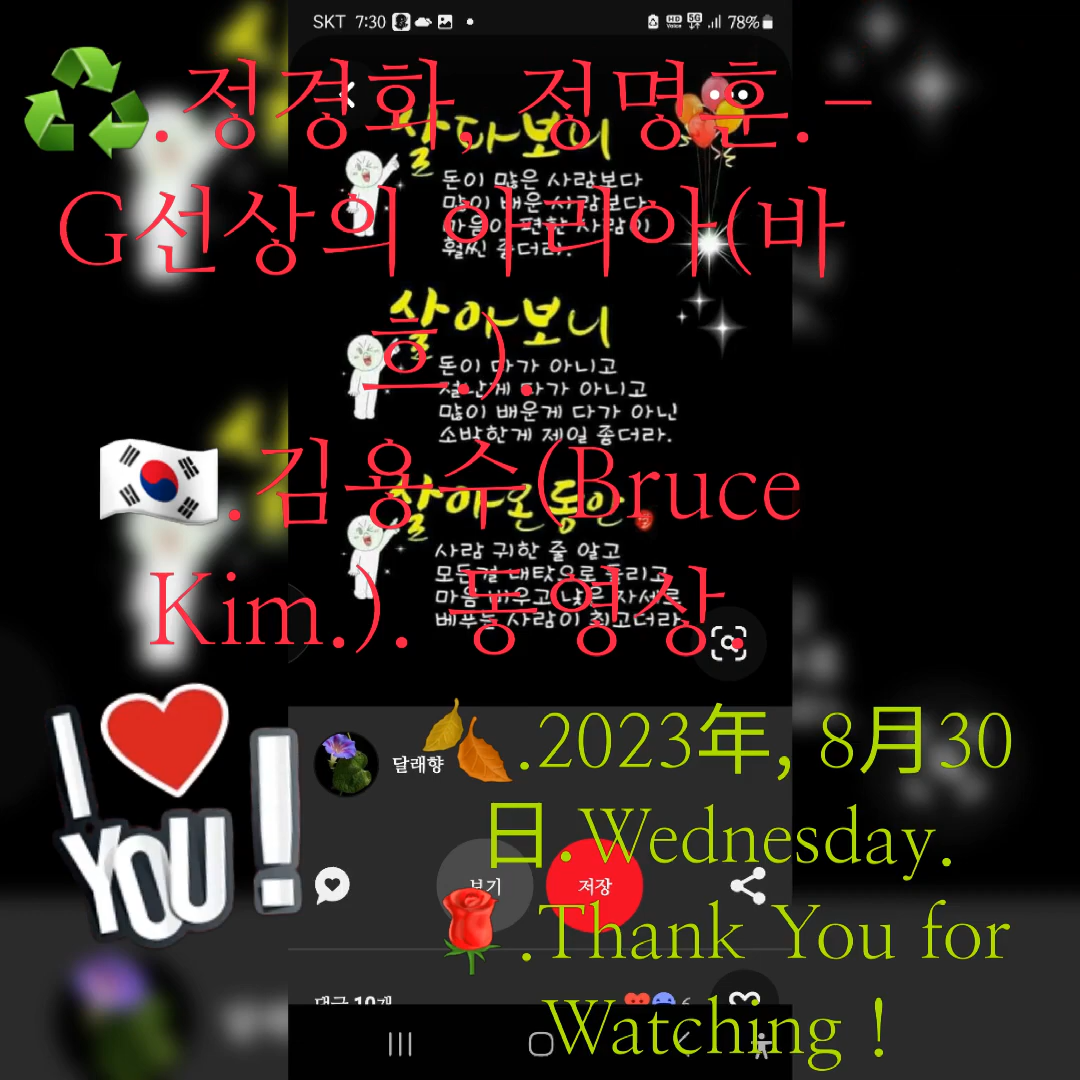 SKT 7:30
78%
♻️.정경화, 정명훈. –
G선상의 아리아(바
흐.).
살다보니
돈이 많은 사람보다
많이 배운 사람보다
마음이 편한 사람이
훨씬 좋더라.
살아보니
돈이 다가 아니고
잘난게 다가 아니고
많이 배운게 다가 아닌
소박한게 제일 좋더라.
🇰🇷.김용수(Bruce
Kim.). 동영상.
살아온동안
사람 귀한 줄 알고
모든걸 내탓으로 돌리고
마음 비우고 낮은 자세로
베푸는 사람이 최고더라.
I ❤ YOU!
달래향
🍂.2023年, 8月30
日.Wednesday.
보기
저장
🌹.Thank You for
Watching !
댓글 10개
6